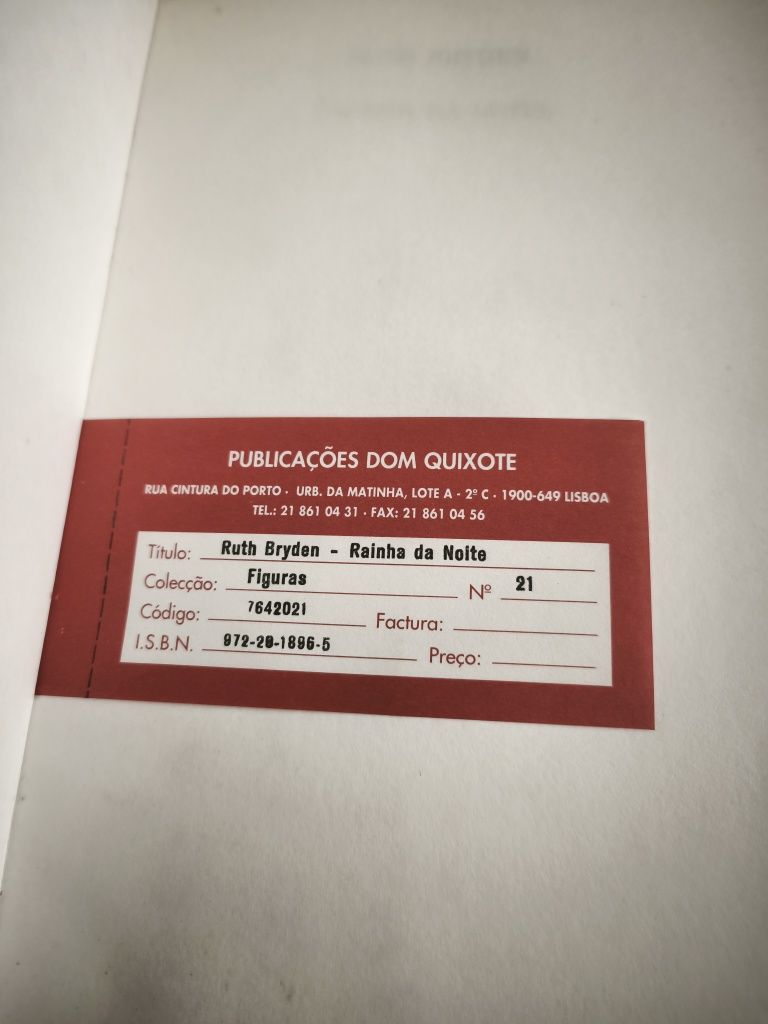 PUBLICAÇÕES DOM QUIXOTE
RUA CINTURA DO PORTO · URB. DA MATINHA, LOTE A - 2º C · 1900-649 LISBOA
TEL.: 21 861 04 31 · FAX: 21 861 04 56
Título: Ruth Bryden - Rainha da Noite
Colecção: Figuras Nº 21
Código: 7642021 Factura:
I.S.B.N. 972-20-1896-5 Preço: